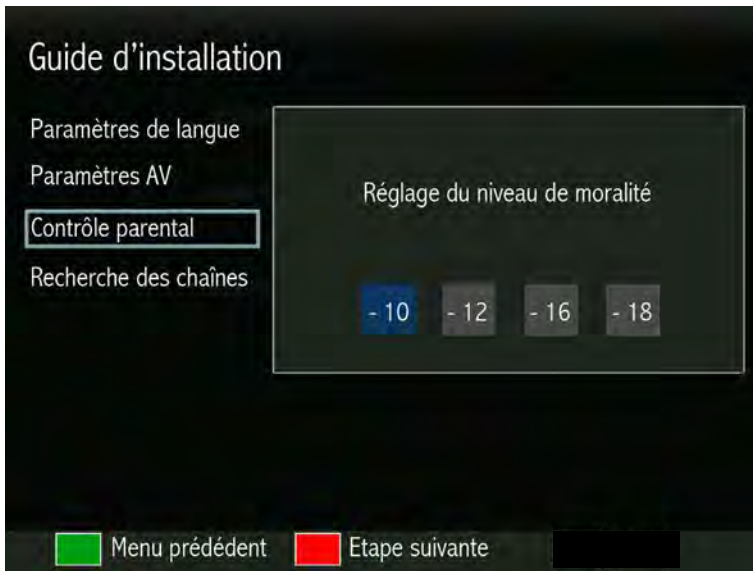 Guide d'installation
Paramètres de langue
Paramètres AV
Contrôle parental
Recherche des chaînes
Réglage du niveau de moralité
- 10 - 12 - 16 - 18
Menu prédédent Etape suivante